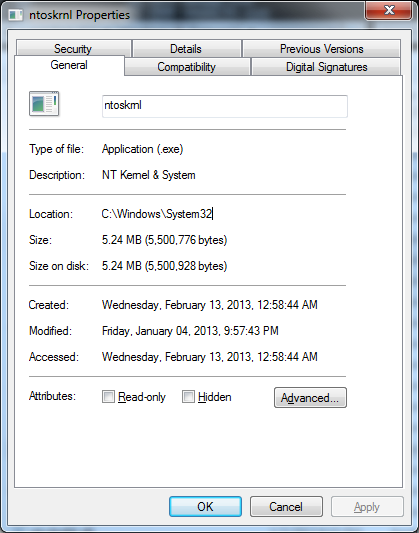 ntoskrnl Properties
Security Details Previous Versions
General Compatibility Digital Signatures
ntoskrnl
Type of file: Application (.exe)
Description: NT Kernel & System
Location: C:\Windows\System32
Size: 5.24 MB (5,500,776 bytes)
Size on disk: 5.24 MB (5,500,928 bytes)
Created: Wednesday, February 13, 2013, 12:58:44 AM
Modified: Friday, January 04, 2013, 9:57:43 PM
Accessed: Wednesday, February 13, 2013, 12:58:44 AM
Attributes: Read-only Hidden Advanced...
OK Cancel Apply